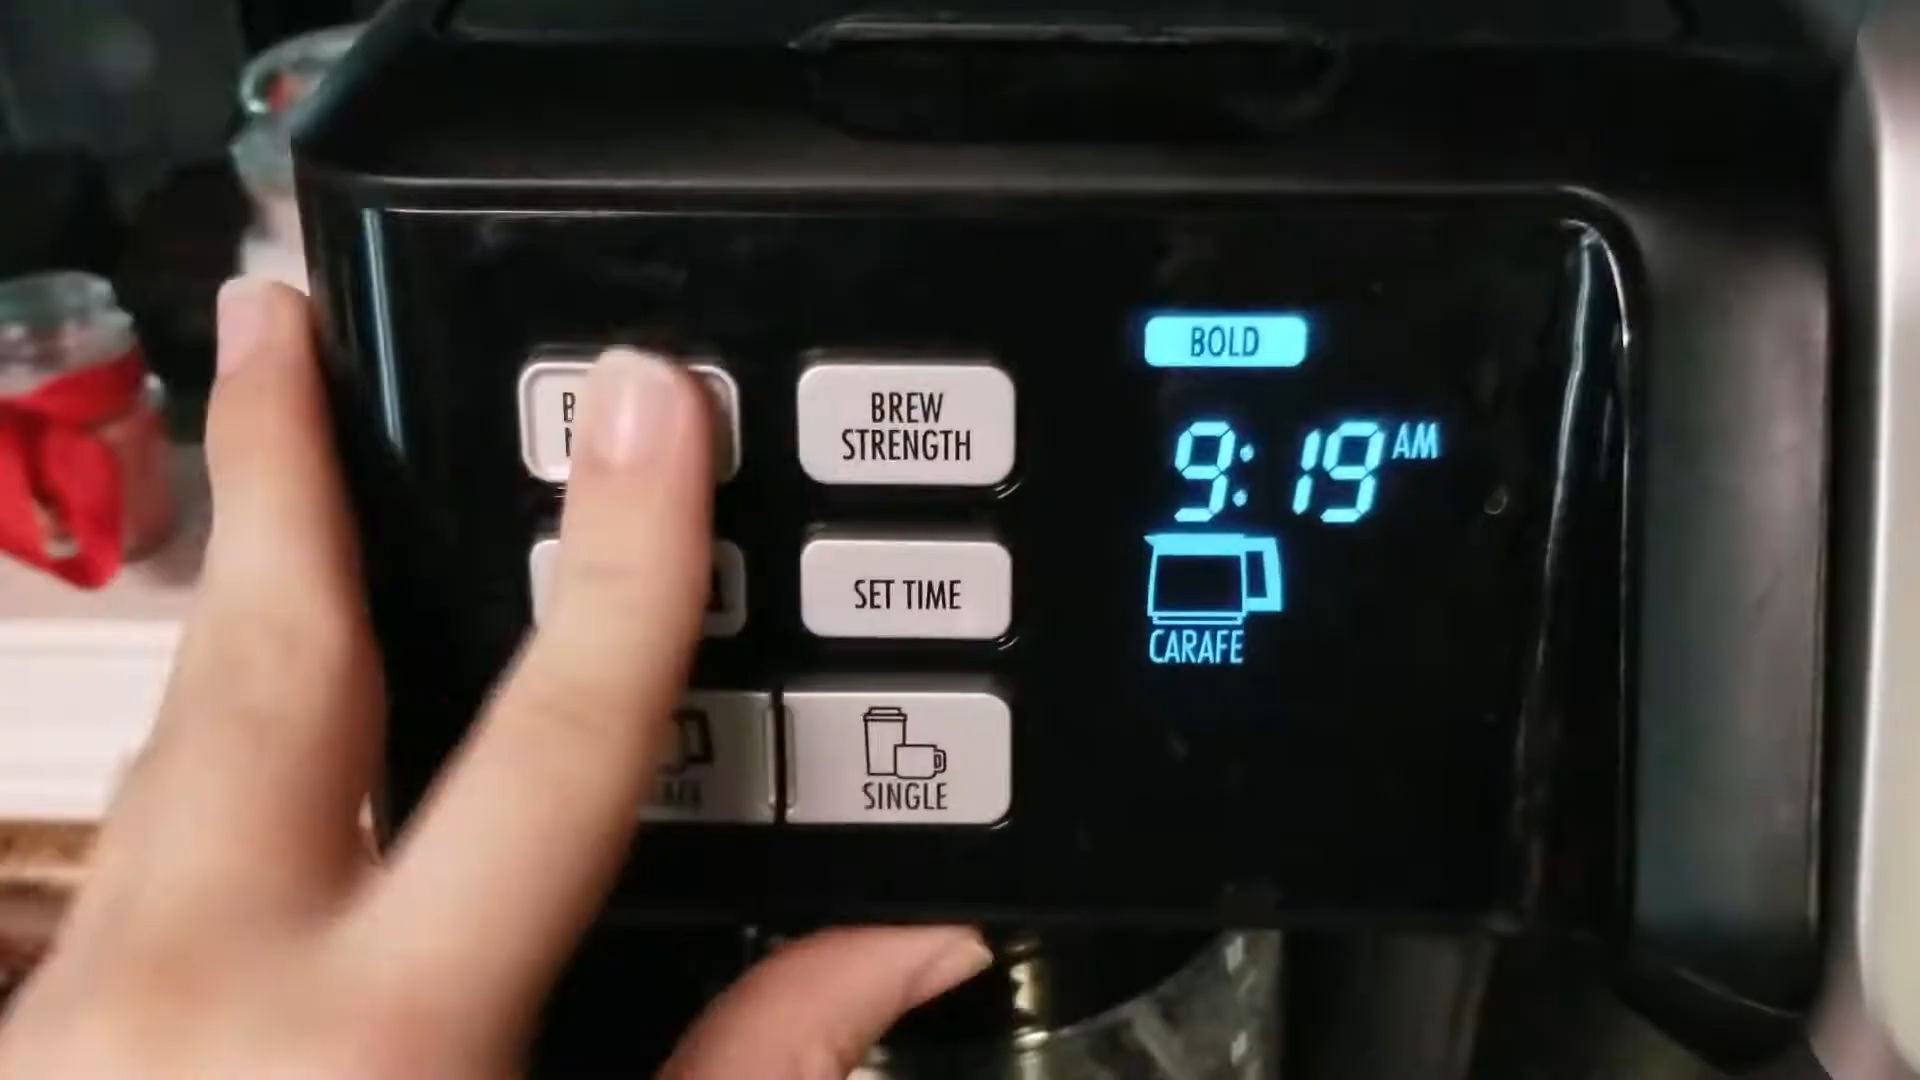 BREW
STRENGTH
BOLD
9:19 AM
SET TIME
CARAFE
SINGLE